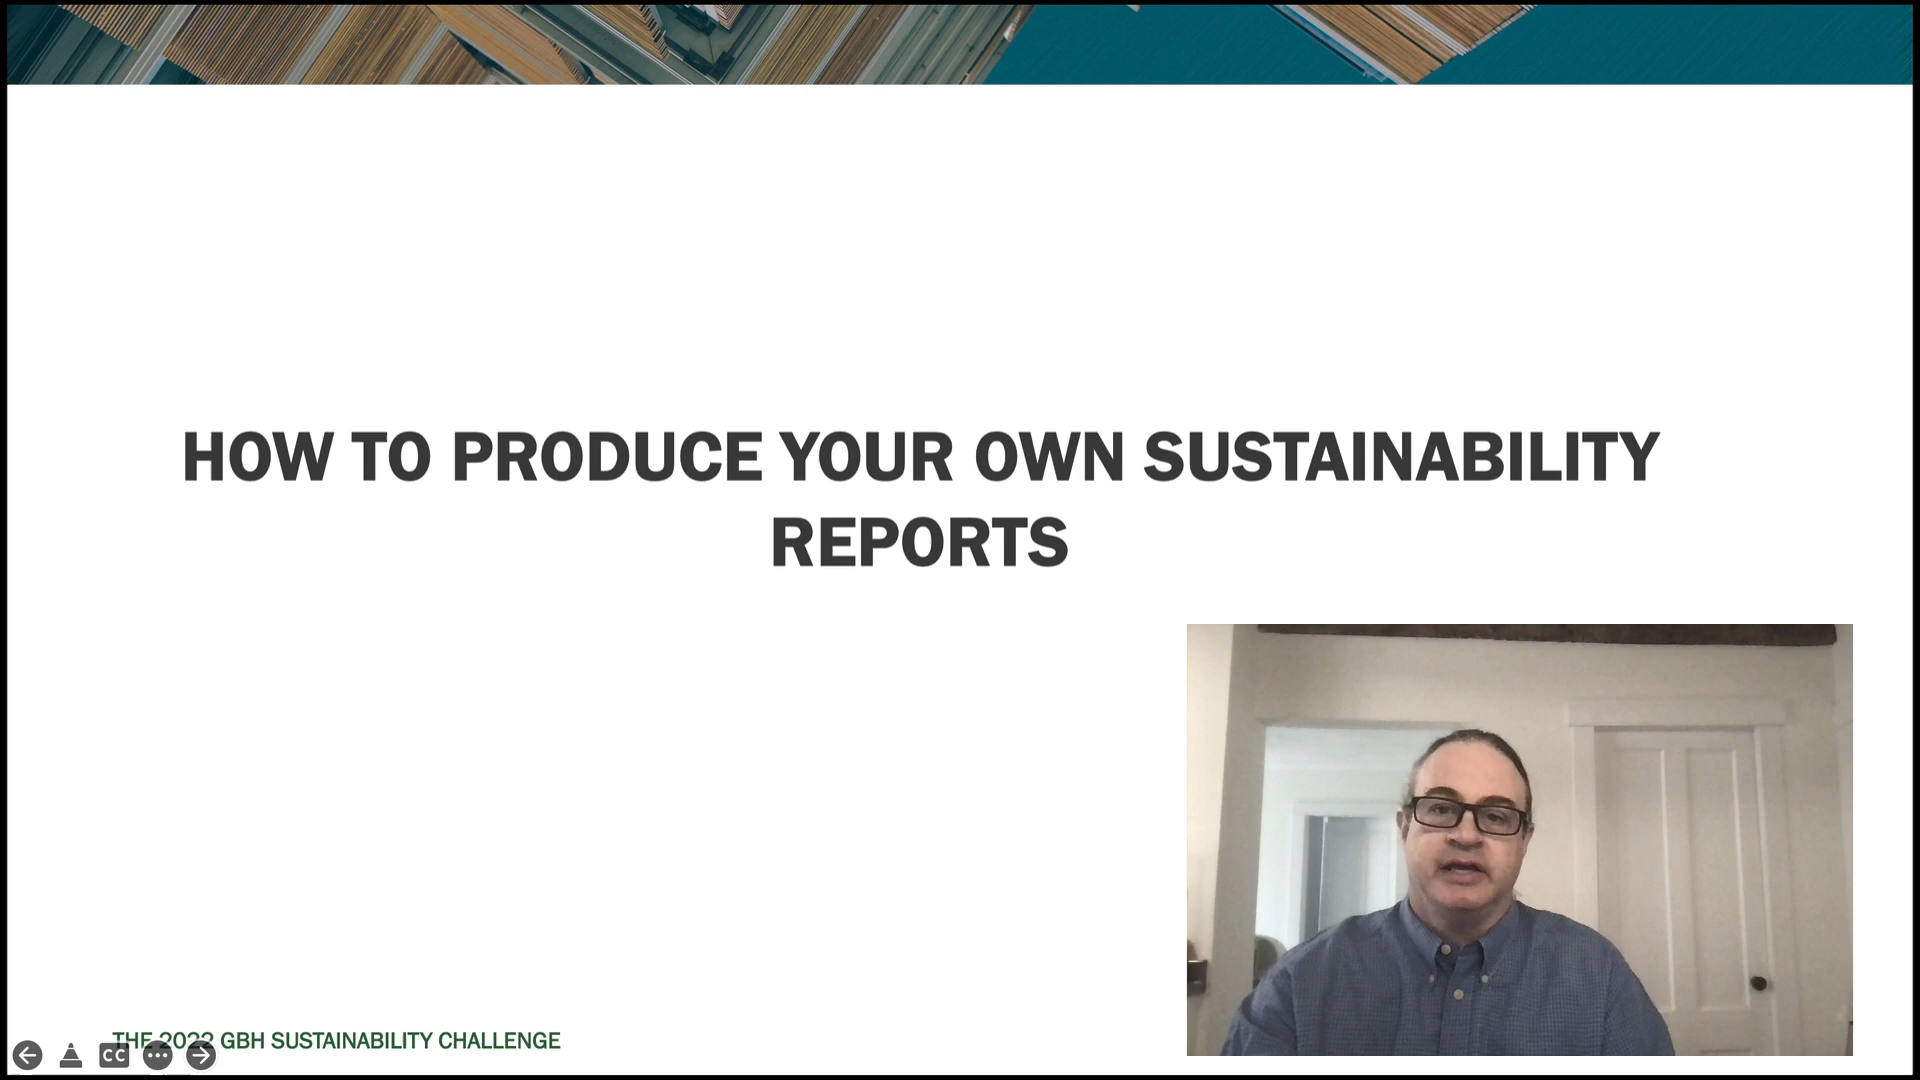 HOW TO PRODUCE YOUR OWN SUSTAINABILITY
REPORTS
THE 2022 GBH SUSTAINABILITY CHALLENGE
CC